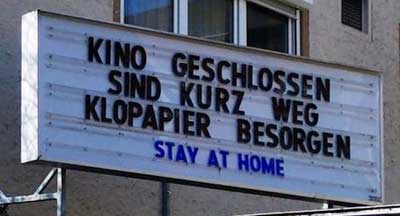 KINO GESCHLOSSEN
SIND KURZ WEG
KLOPAPIER BESORGEN
STAY AT HOME